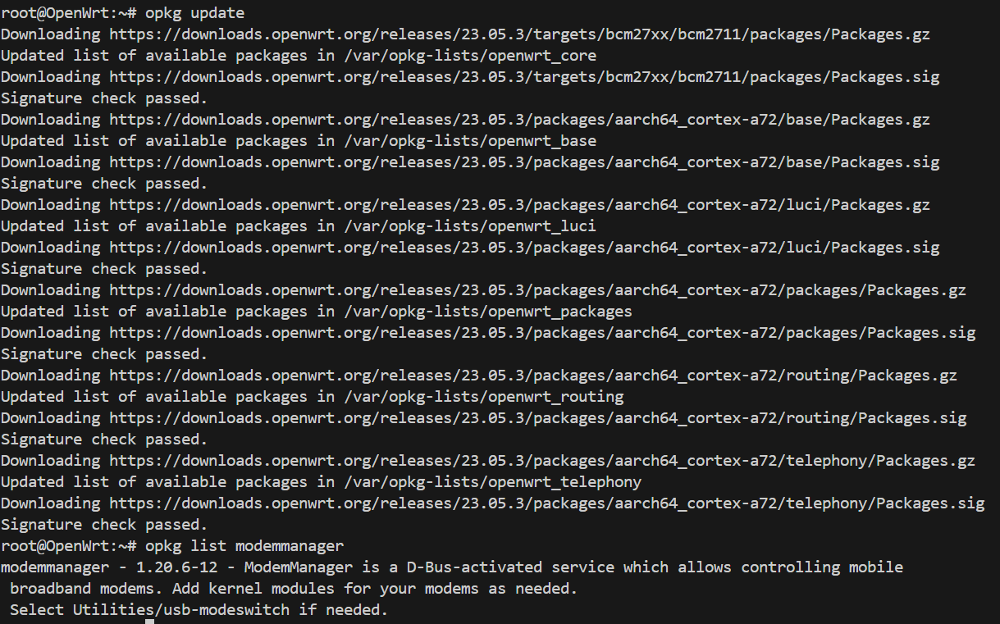 root@OpenWrt:~# opkg update
Downloading https://downloads.openwrt.org/releases/23.05.3/targets/bcm27xx/bcm2711/packages/Packages.gz
Updated list of available packages in /var/opkg-lists/openwrt_core
Downloading https://downloads.openwrt.org/releases/23.05.3/targets/bcm27xx/bcm2711/packages/Packages.sig
Signature check passed.
Downloading https://downloads.openwrt.org/releases/23.05.3/packages/aarch64_cortex-a72/base/Packages.gz
Updated list of available packages in /var/opkg-lists/openwrt_base
Downloading https://downloads.openwrt.org/releases/23.05.3/packages/aarch64_cortex-a72/base/Packages.sig
Signature check passed.
Downloading https://downloads.openwrt.org/releases/23.05.3/packages/aarch64_cortex-a72/luci/Packages.gz
Updated list of available packages in /var/opkg-lists/openwrt_luci
Downloading https://downloads.openwrt.org/releases/23.05.3/packages/aarch64_cortex-a72/luci/Packages.sig
Signature check passed.
Downloading https://downloads.openwrt.org/releases/23.05.3/packages/aarch64_cortex-a72/packages/Packages.gz
Updated list of available packages in /var/opkg-lists/openwrt_packages
Downloading https://downloads.openwrt.org/releases/23.05.3/packages/aarch64_cortex-a72/packages/Packages.sig
Signature check passed.
Downloading https://downloads.openwrt.org/releases/23.05.3/packages/aarch64_cortex-a72/routing/Packages.gz
Updated list of available packages in /var/opkg-lists/openwrt_routing
Downloading https://downloads.openwrt.org/releases/23.05.3/packages/aarch64_cortex-a72/routing/Packages.sig
Signature check passed.
Downloading https://downloads.openwrt.org/releases/23.05.3/packages/aarch64_cortex-a72/telephony/Packages.gz
Updated list of available packages in /var/opkg-lists/openwrt_telephony
Downloading https://downloads.openwrt.org/releases/23.05.3/packages/aarch64_cortex-a72/telephony/Packages.sig
Signature check passed.
root@OpenWrt:~# opkg list modemmanager
modemmanager - 1.20.6-12 - ModemManager is a D-Bus-activated service which allows controlling mobile
 broadband modems. Add kernel modules for your modems as needed.
 Select Utilities/usb-modeswitch if needed.